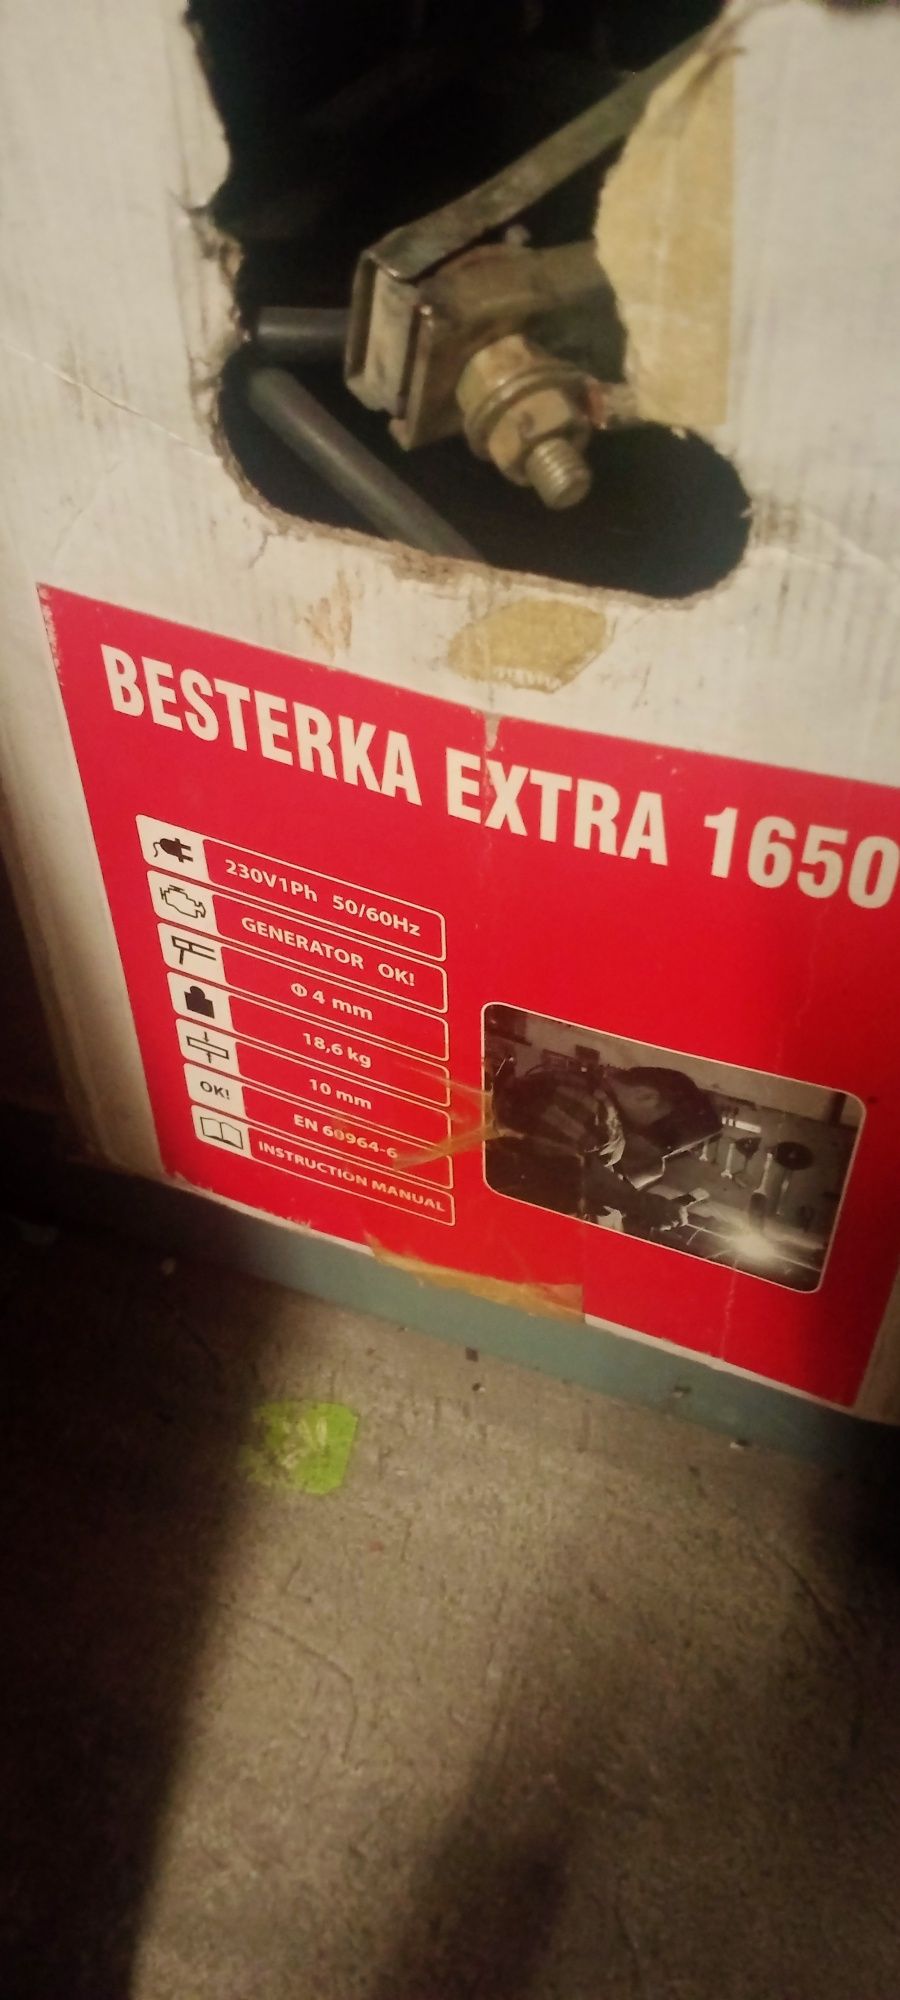 BESTERKA EXTRA 1650
230V1Ph 50/60Hz
GENERATOR OK!
Φ 4 mm
18,6 kg
10 mm
OK! EN 60964-6
INSTRUCTION MANUAL